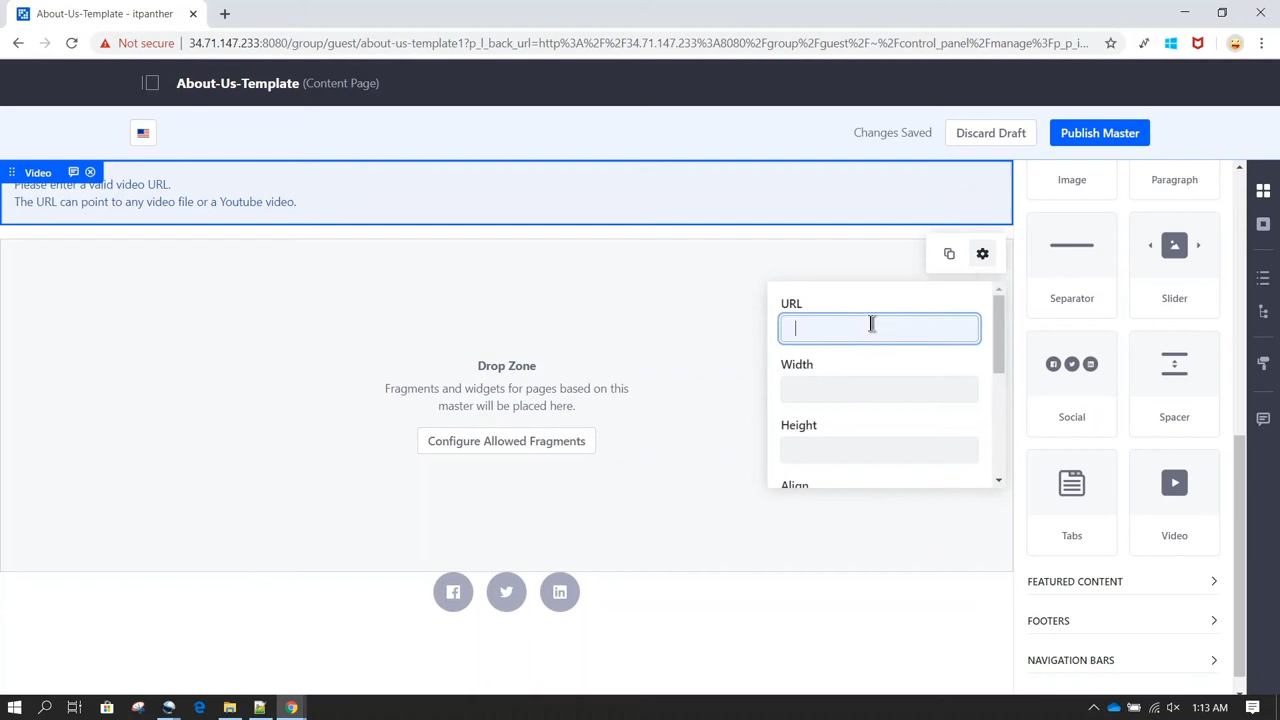 About-Us-Template - itpanther
Not secure
34.71.147.233:8080/group/guest/about-us-template1?p_l_back_url=http%3A%2F%2F34.71.147.233%3A8080%2Fgroup%2Fguest%2F~%2Fcontrol_panel%2Fmanage%3Fp_p_i...
About-Us-Template (Content Page)
Changes Saved
Discard Draft
Publish Master
Video
Please enter a valid video URL.
The URL can point to any video file or a Youtube video.
URL
Width
Height
Align
Drop Zone
Fragments and widgets for pages based on this
master will be placed here.
Configure Allowed Fragments
Image
Paragraph
Separator
Slider
Social
Spacer
Tabs
Video
FEATURED CONTENT
FOOTERS
NAVIGATION BARS
1:13 AM